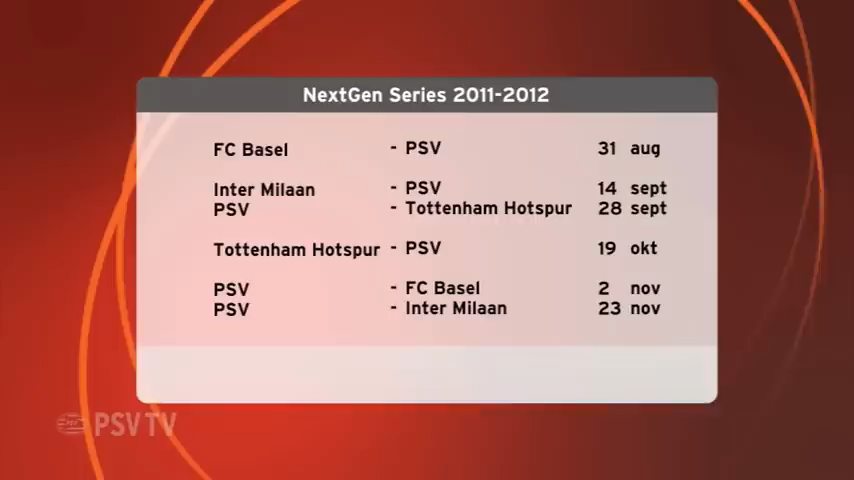 NextGen Series 2011-2012
FC Basel - PSV 31 aug
Inter Milaan - PSV 14 sept
PSV - Tottenham Hotspur 28 sept
Tottenham Hotspur - PSV 19 okt
PSV - FC Basel 2 nov
PSV - Inter Milaan 23 nov
PSV TV